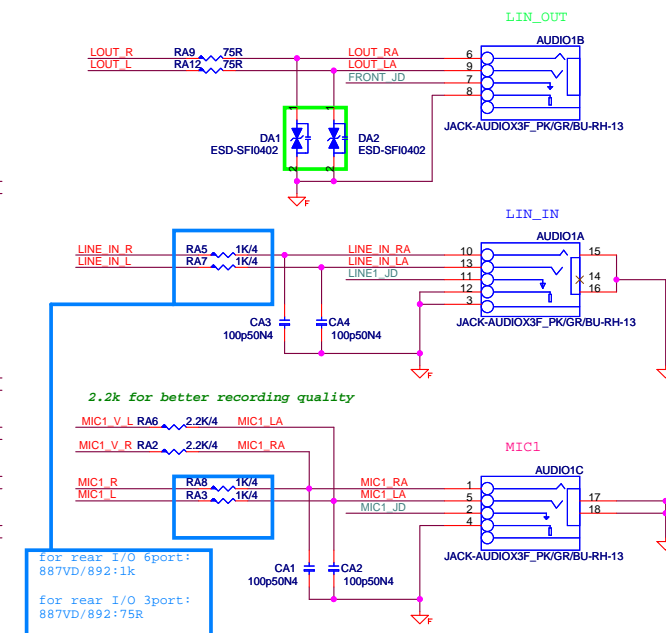 LIN_OUT
AUDIO1B
LOUT_R RA9 75R LOUT_RA 6
LOUT_L RA12 75R LOUT_LA 9
FRONT_JD 7
8
JACK-AUDIOX3F_PK/GR/BU-RH-13
1 1
DA1 DA2
ESD-SFI0402 ESD-SFI0402
2 2
F
LIN_IN
AUDIO1A
LINE_IN_R RA5 1K/4 LINE_IN_RA 10 15
LINE_IN_L RA7 1K/4 LINE_IN_LA 13
LINE1_JD 11 14
12 16
3
JACK-AUDIOX3F_PK/GR/BU-RH-13
CA3 CA4
100p50N4 100p50N4
F
2.2k for better recording quality
MIC1_V_L RA6 2.2K/4 MIC1_LA
MIC1_V_R RA2 2.2K/4 MIC1_RA
MIC1
AUDIO1C
MIC1_R RA8 1K/4 MIC1_RA 1
MIC1_L RA3 1K/4 MIC1_LA 5 17
MIC1_JD 2 18
4
JACK-AUDIOX3F_PK/GR/BU-RH-13
CA1 CA2
100p50N4 100p50N4
F
for rear I/O 6port:
887VD/892:1k
for rear I/O 3port:
887VD/892:75R